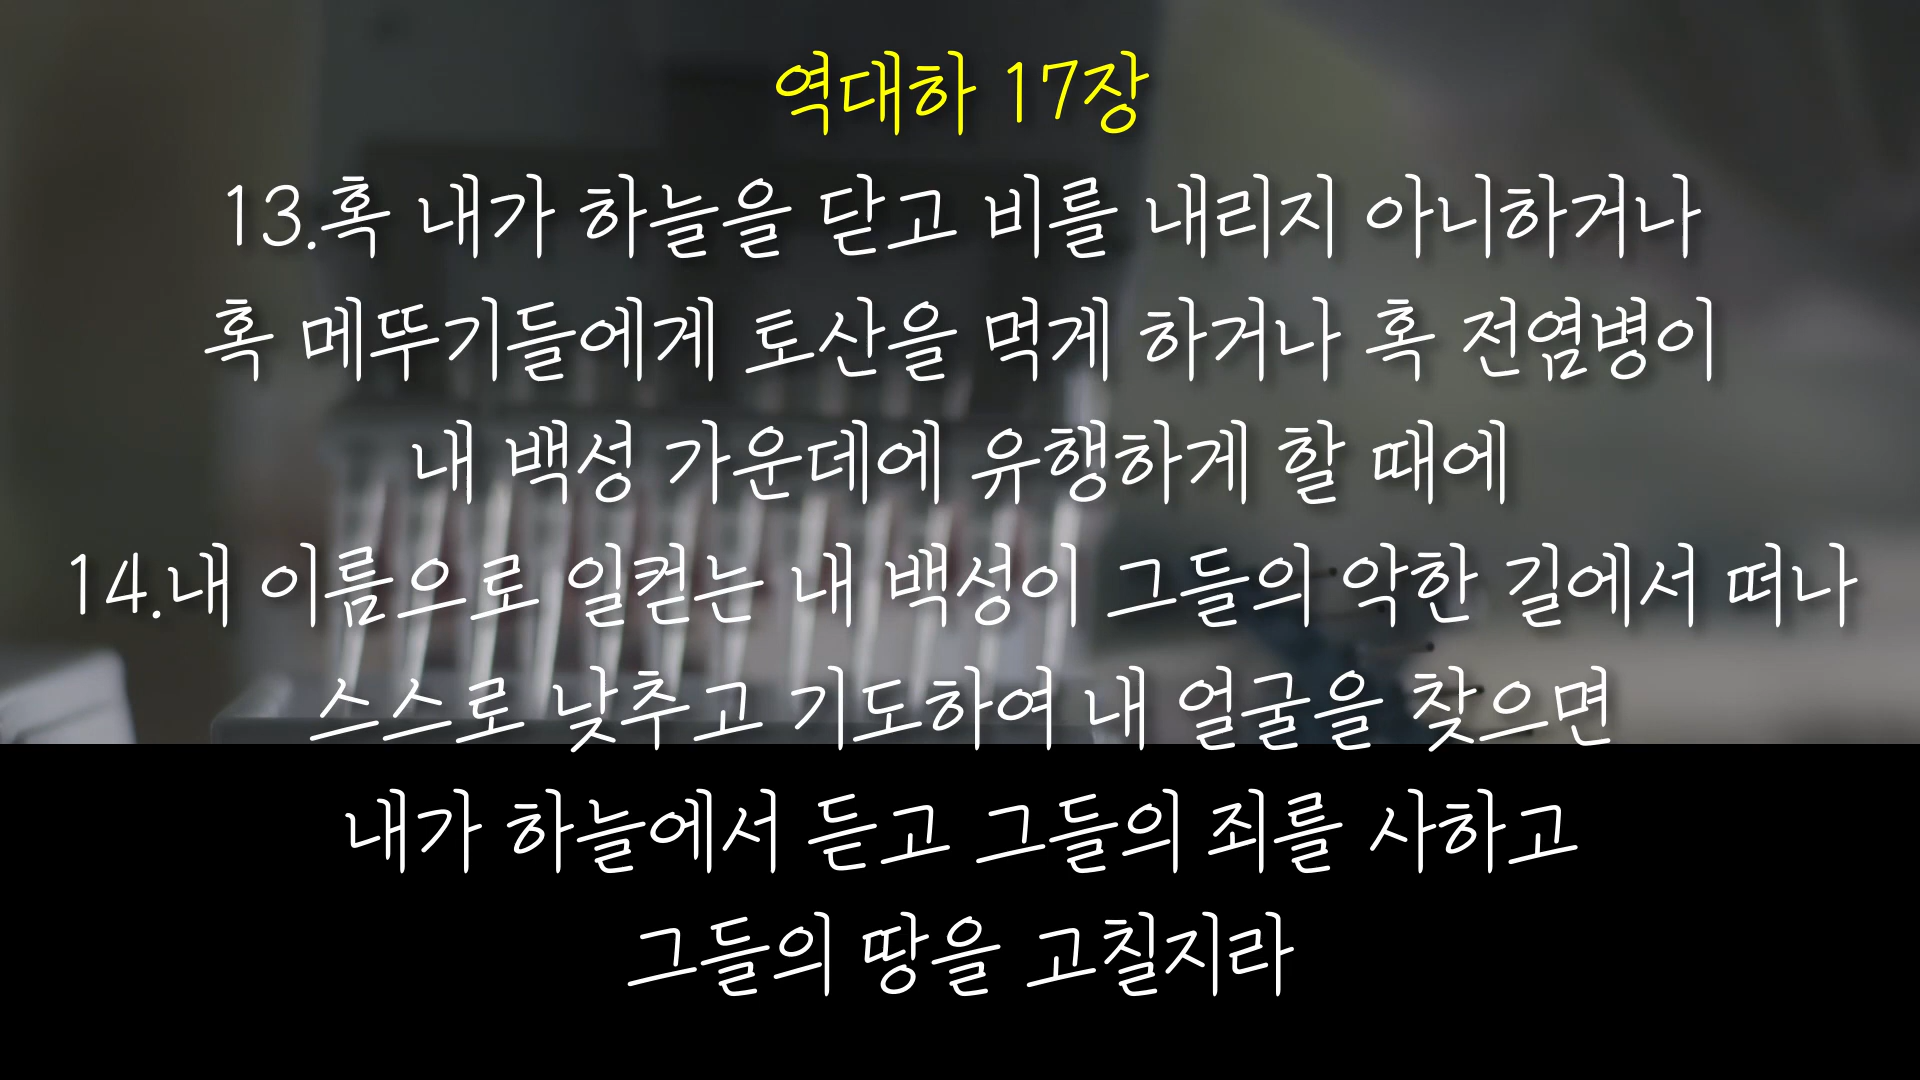 역대하 17장
13.혹 내가 하늘을 닫고 비를 내리지 아니하거나
혹 메뚜기들에게 토산을 먹게 하거나 혹 전염병이
내 백성 가운데에 유행하게 할 때에
14.내 이름으로 일컫는 내 백성이 그들의 악한 길에서 떠나
스스로 낮추고 기도하여 내 얼굴을 찾으면
내가 하늘에서 듣고 그들의 죄를 사하고
그들의 땅을 고칠지라